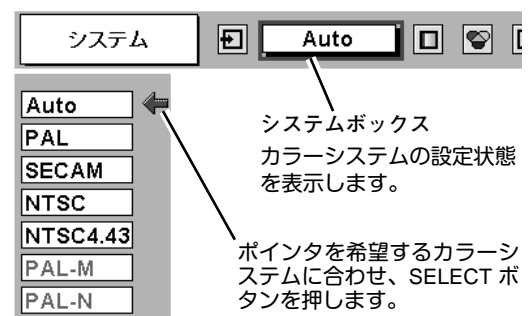 システム
Auto
Auto
PAL
SECAM
NTSC
NTSC4.43
PAL-M
PAL-N
システムボックス
カラーシステムの設定状態
を表示します。
ポインタを希望するカラーシ
ステムに合わせ、SELECT ボ
タンを押します。